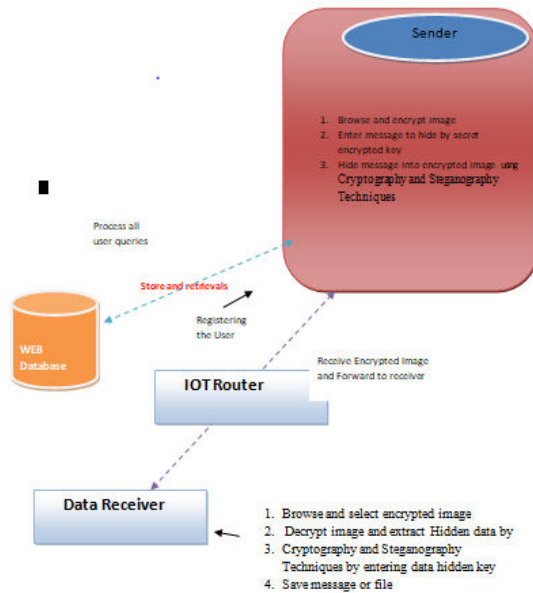 Sender
1. Browse and encrypt image
2. Enter message to hide by secret
encrypted key
3. Hide message into encrypted image using
Cryptography and Steganography
Techniques
Process all
user queries
Store and retrievals
Registering
the User
WEB
Database
Receive Encrypted Image
and Forward to receiver
IOT Router
Data Receiver
1. Browse and select encrypted image
2. Decrypt image and extract Hidden data by
3. Cryptography and Steganography
Techniques by entering data hidden key
4. Save message or file